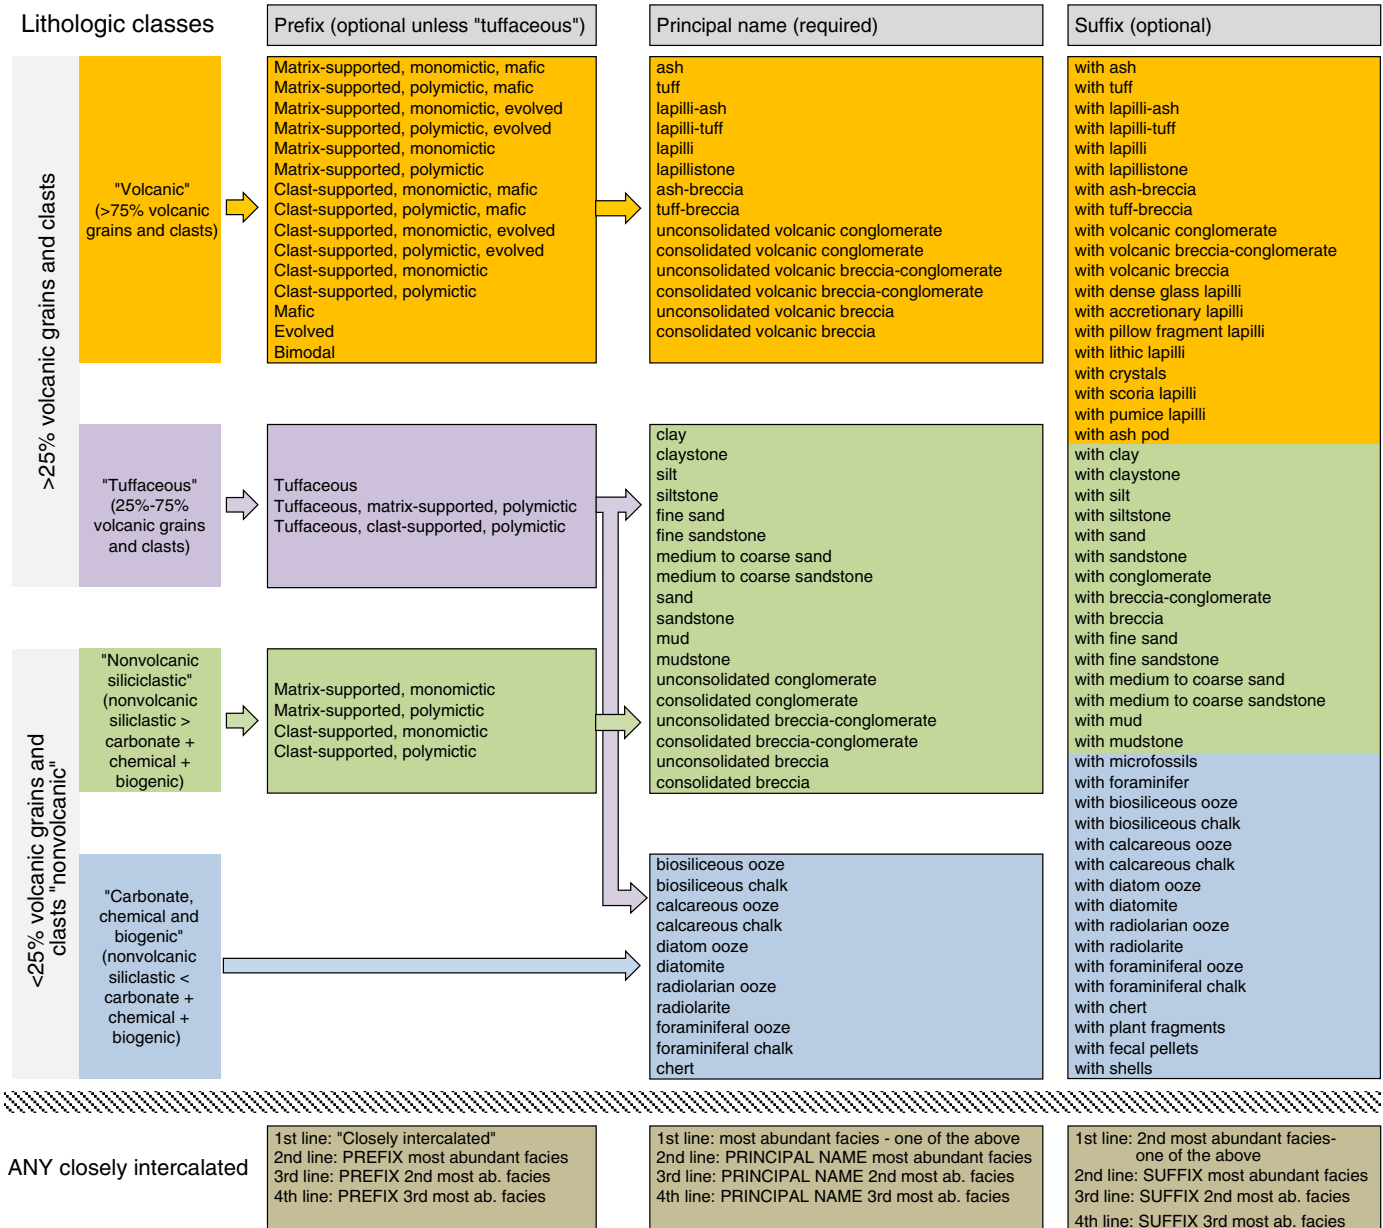 Lithologic classes
Prefix (optional unless "tuffaceous")
Principal name (required)
Suffix (optional)
>25% volcanic grains and clasts
"Volcanic"
(>75% volcanic
grains and clasts)
Matrix-supported, monomictic, mafic
Matrix-supported, polymictic, mafic
Matrix-supported, monomictic, evolved
Matrix-supported, polymictic, evolved
Matrix-supported, monomictic
Matrix-supported, polymictic
Clast-supported, monomictic, mafic
Clast-supported, polymictic, mafic
Clast-supported, monomictic, evolved
Clast-supported, polymictic, evolved
Clast-supported, monomictic
Clast-supported, polymictic
Mafic
Evolved
Bimodal
ash
tuff
lapilli-ash
lapilli-tuff
lapilli
lapillistone
ash-breccia
tuff-breccia
unconsolidated volcanic conglomerate
consolidated volcanic conglomerate
unconsolidated volcanic breccia-conglomerate
consolidated volcanic breccia-conglomerate
unconsolidated volcanic breccia
consolidated volcanic breccia
with ash
with tuff
with lapilli-ash
with lapilli-tuff
with lapilli
with lapillistone
with ash-breccia
with tuff-breccia
with volcanic conglomerate
with volcanic breccia-conglomerate
with volcanic breccia
with dense glass lapilli
with accretionary lapilli
with pillow fragment lapilli
with lithic lapilli
with crystals
with scoria lapilli
with pumice lapilli
with ash pod
"Tuffaceous"
(25%-75%
volcanic grains
and clasts)
Tuffaceous
Tuffaceous, matrix-supported, polymictic
Tuffaceous, clast-supported, polymictic
clay
claystone
silt
siltstone
fine sand
fine sandstone
medium to coarse sand
medium to coarse sandstone
sand
sandstone
mud
mudstone
unconsolidated conglomerate
consolidated conglomerate
unconsolidated breccia-conglomerate
consolidated breccia-conglomerate
unconsolidated breccia
consolidated breccia
with clay
with claystone
with silt
with siltstone
with sand
with sandstone
with conglomerate
with breccia-conglomerate
with breccia
with fine sand
with fine sandstone
with medium to coarse sand
with medium to coarse sandstone
with mud
with mudstone
<25% volcanic grains and
clasts "nonvolcanic"
"Nonvolcanic
siliciclastic"
(nonvolcanic
siliclastic >
carbonate +
chemical +
biogenic)
Matrix-supported, monomictic
Matrix-supported, polymictic
Clast-supported, monomictic
Clast-supported, polymictic
"Carbonate,
chemical and
biogenic"
(nonvolcanic
siliclastic <
carbonate +
chemical +
biogenic)
biosiliceous ooze
biosiliceous chalk
calcareous ooze
calcareous chalk
diatom ooze
diatomite
radiolarian ooze
radiolarite
foraminiferal ooze
foraminiferal chalk
chert
with microfossils
with foraminifer
with biosiliceous ooze
with biosiliceous chalk
with calcareous ooze
with calcareous chalk
with diatom ooze
with diatomite
with radiolarian ooze
with radiolarite
with foraminiferal ooze
with foraminiferal chalk
with chert
with plant fragments
with fecal pellets
with shells
ANY closely intercalated
1st line: "Closely intercalated"
2nd line: PREFIX most abundant facies
3rd line: PREFIX 2nd most ab. facies
4th line: PREFIX 3rd most ab. facies
1st line: most abundant facies - one of the above
2nd line: PRINCIPAL NAME most abundant facies
3rd line: PRINCIPAL NAME 2nd most ab. facies
4th line: PRINCIPAL NAME 3rd most ab. facies
1st line: 2nd most abundant facies-
one of the above
2nd line: SUFFIX most abundant facies
3rd line: SUFFIX 2nd most ab. facies
4th line: SUFFIX 3rd most ab. facies